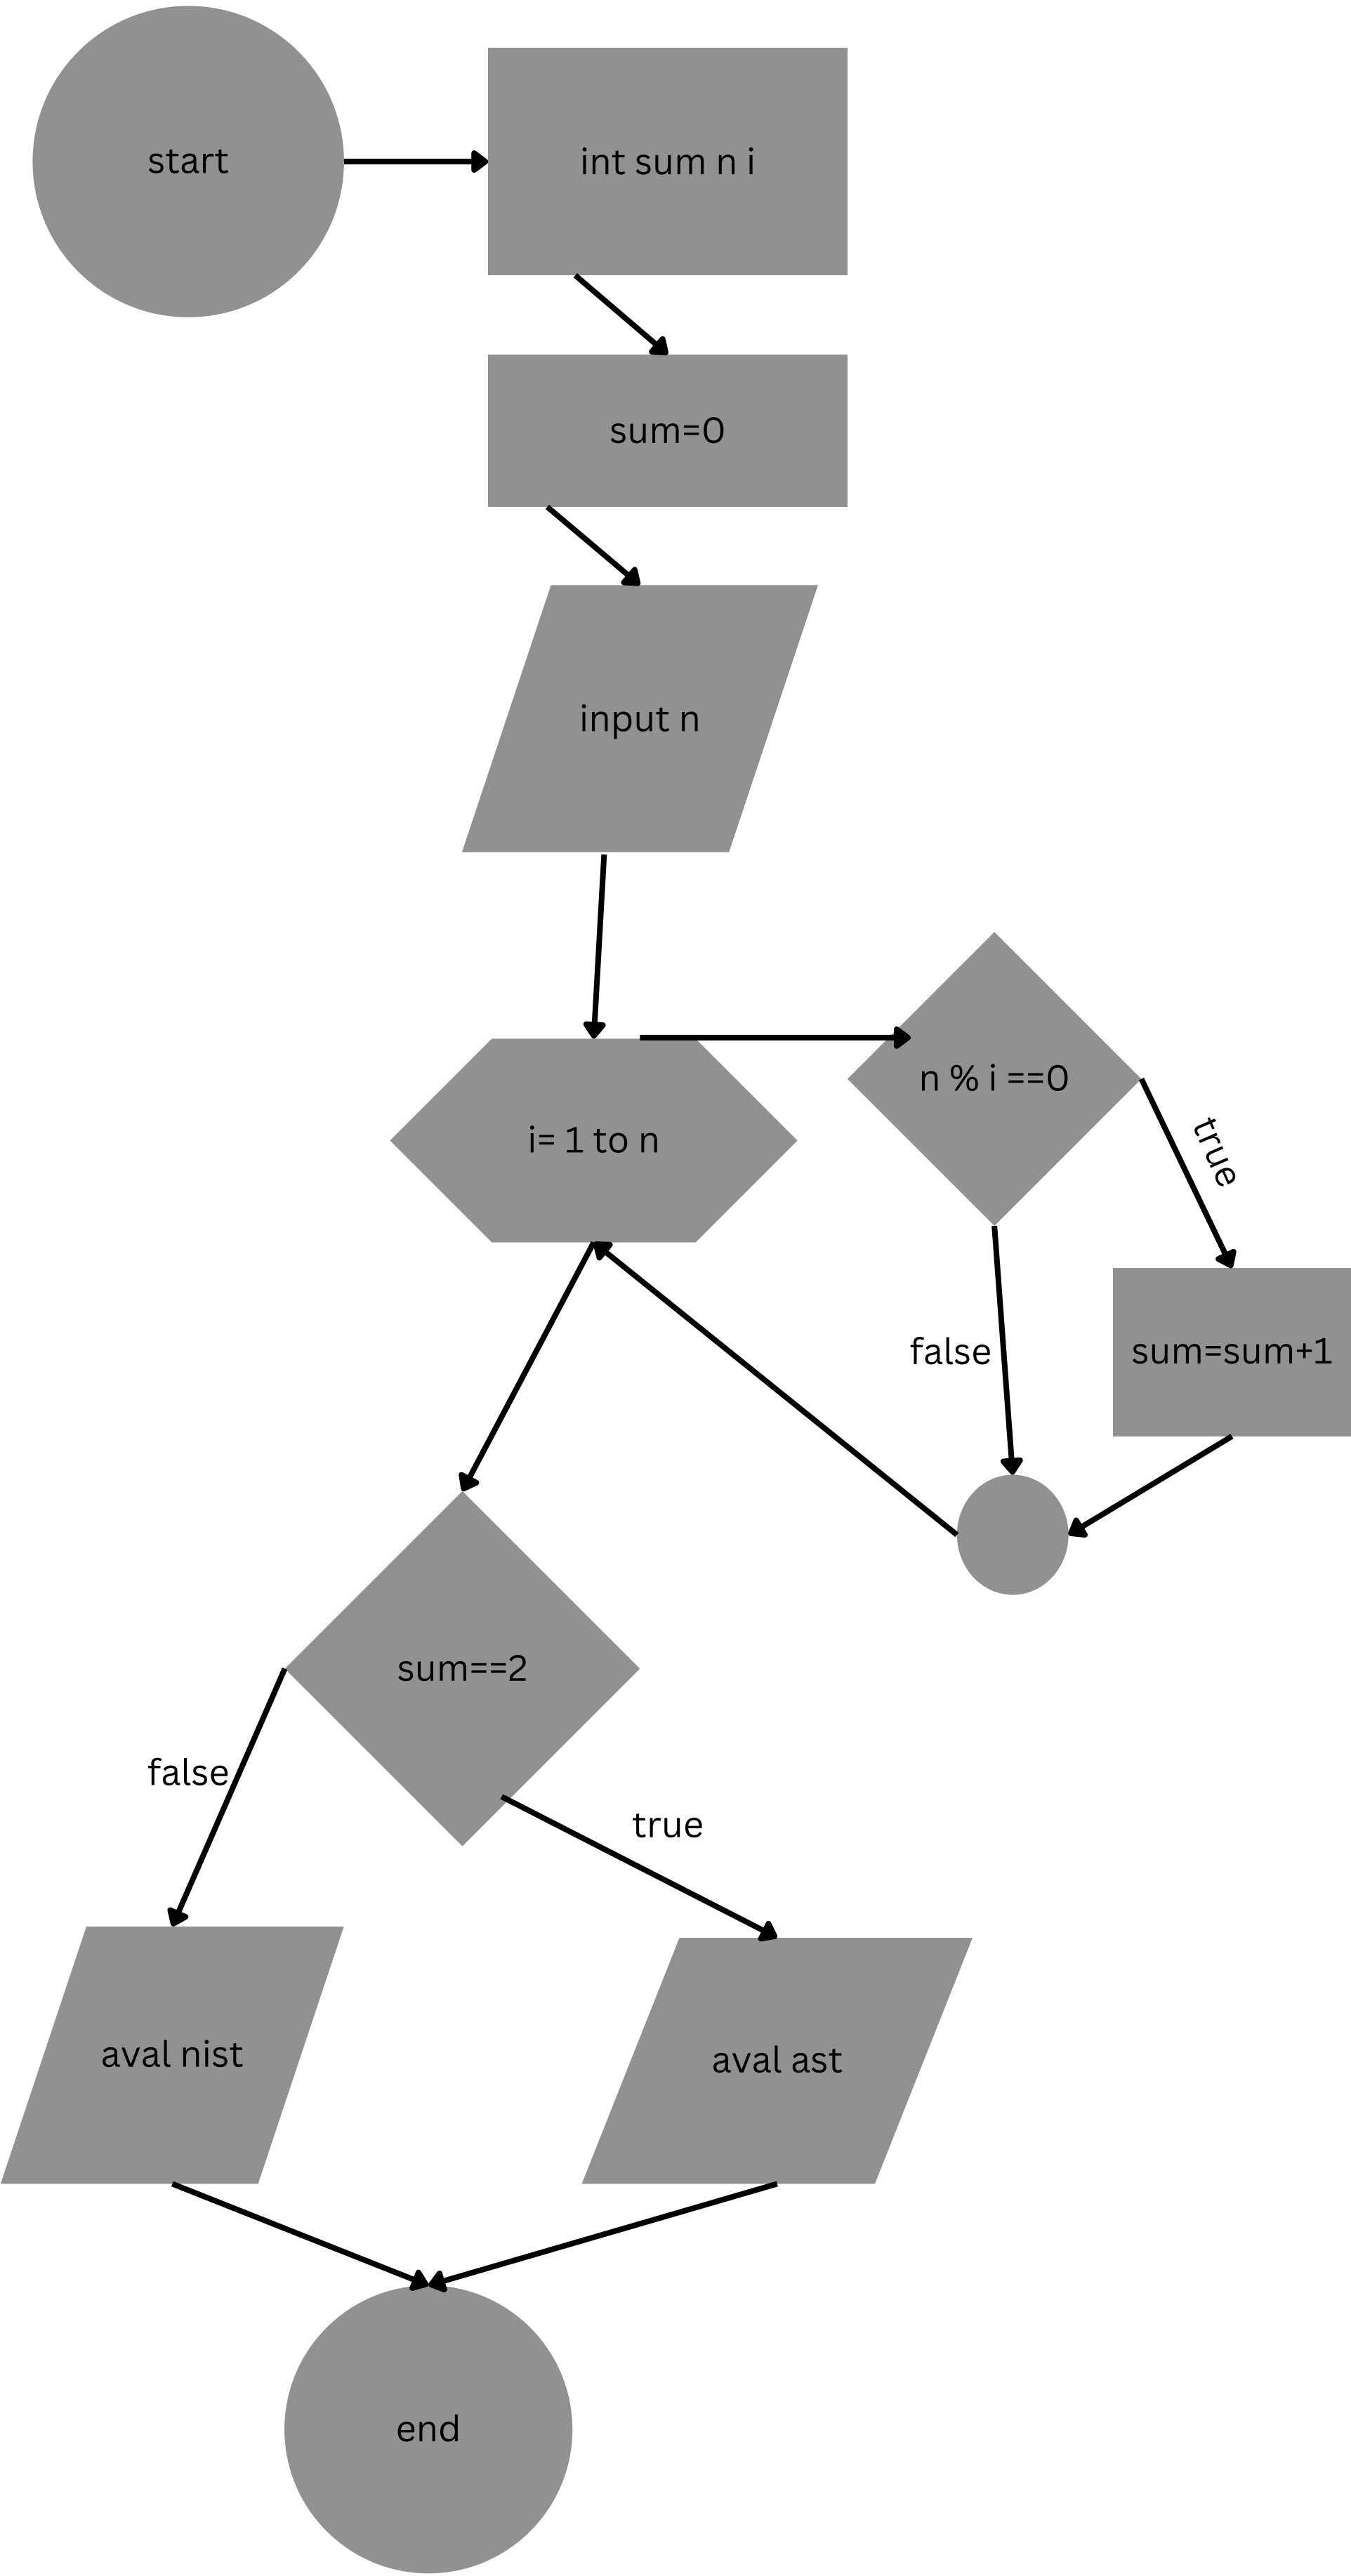 start
int sum n i
sum=0
input n
i= 1 to n
n % i ==0
true
false
sum=sum+1
sum==2
false
true
aval nist
aval ast
end